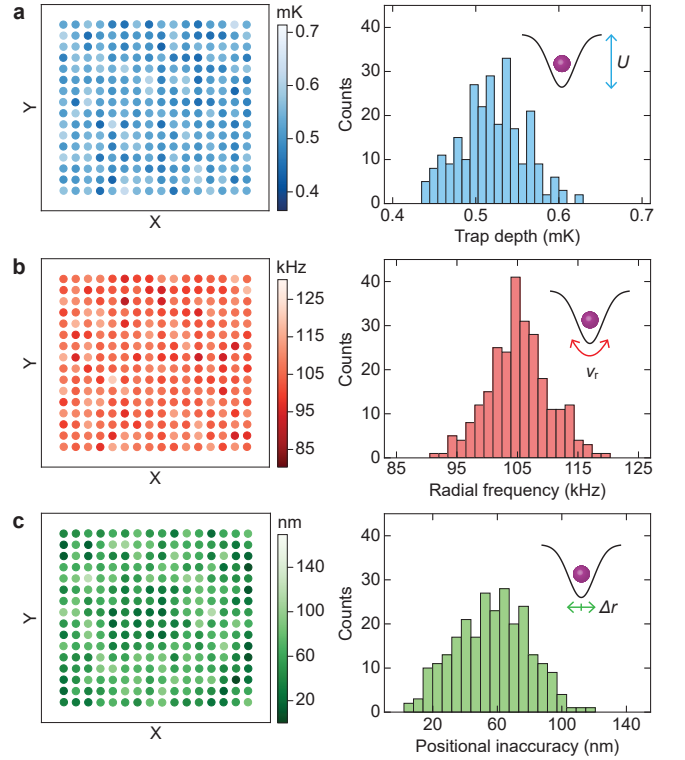 a
mK
0.7
0.6
0.5
0.4
Y
X
40
30
20
10
0
Counts
U
0.4 0.5 0.6 0.7
Trap depth (mK)
b
kHz
125
115
105
95
85
Y
X
40
30
20
10
0
Counts
νr
85 95 105 115 125
Radial frequency (kHz)
c
nm
140
100
60
20
Y
X
40
30
20
10
0
Counts
Δr
20 60 100 140
Positional inaccuracy (nm)